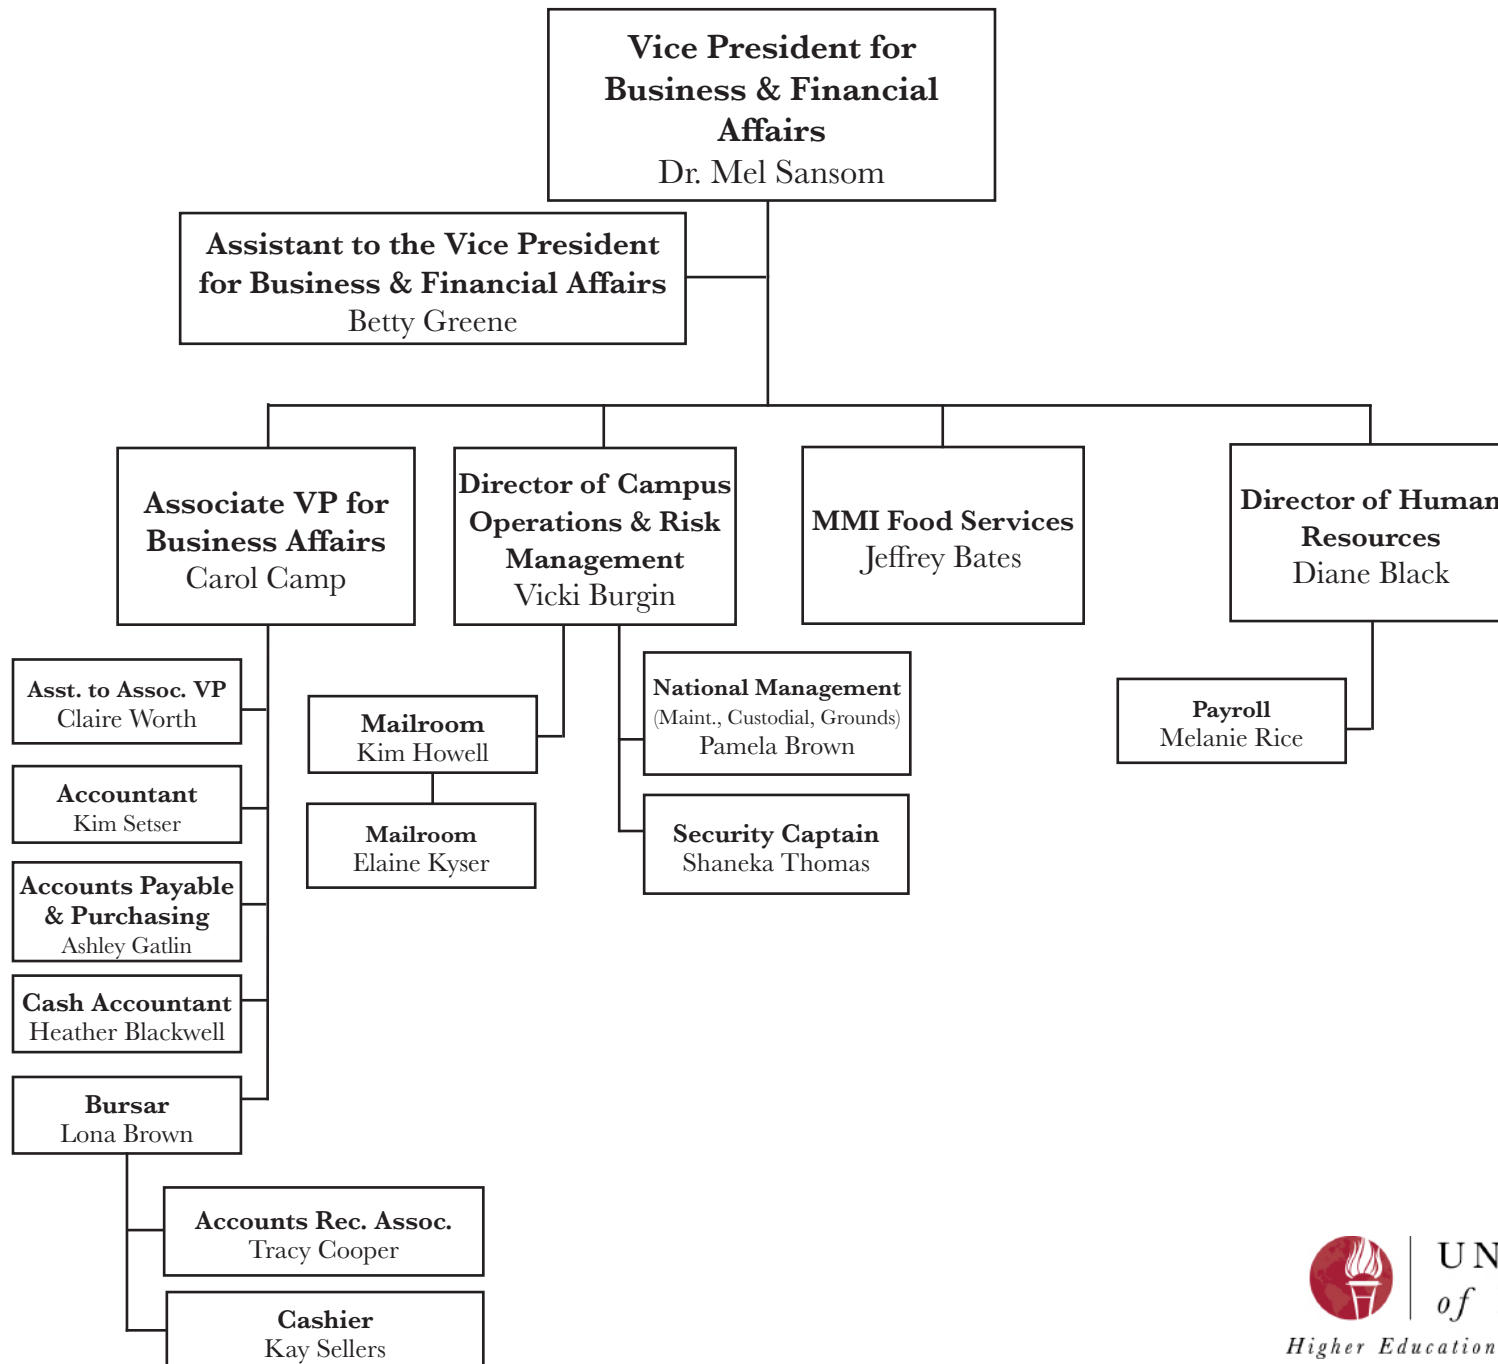 Vice President for
Business & Financial
Affairs
Dr. Mel Sansom
Assistant to the Vice President
for Business & Financial Affairs
Betty Greene
Associate VP for
Business Affairs
Carol Camp
Director of Campus
Operations & Risk
Management
Vicki Burgin
MMI Food Services
Jeffrey Bates
Director of Human
Resources
Diane Black
Asst. to Assoc. VP
Claire Worth
Accountant
Kim Setser
Accounts Payable
& Purchasing
Ashley Gatlin
Cash Accountant
Heather Blackwell
Bursar
Lona Brown
Accounts Rec. Assoc.
Tracy Cooper
Cashier
Kay Sellers
Mailroom
Kim Howell
Mailroom
Elaine Kyser
National Management
(Maint., Custodial, Grounds)
Pamela Brown
Security Captain
Shaneka Thomas
Payroll
Melanie Rice
UN
of
Higher Education